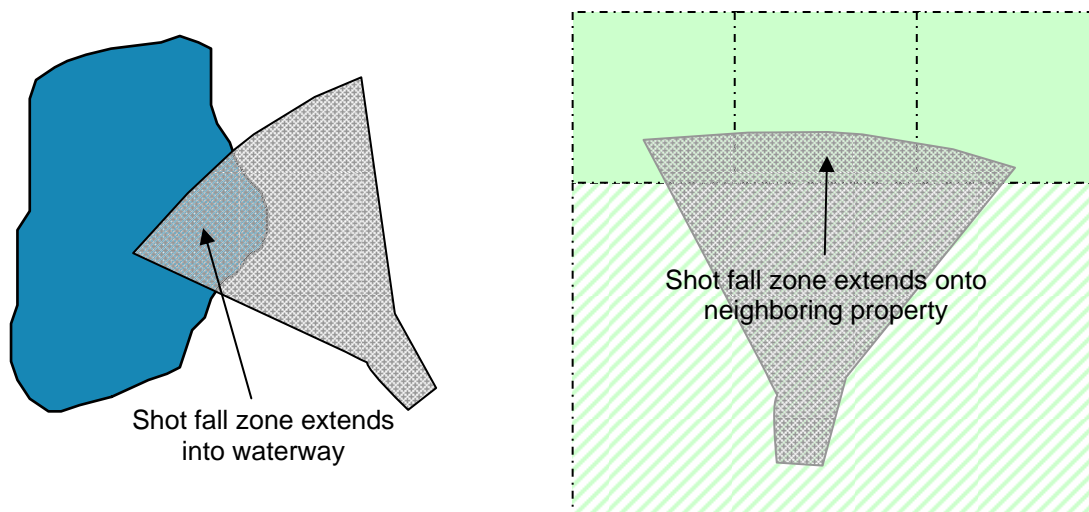 Shot fall zone extends
into waterway
Shot fall zone extends onto
neighboring property